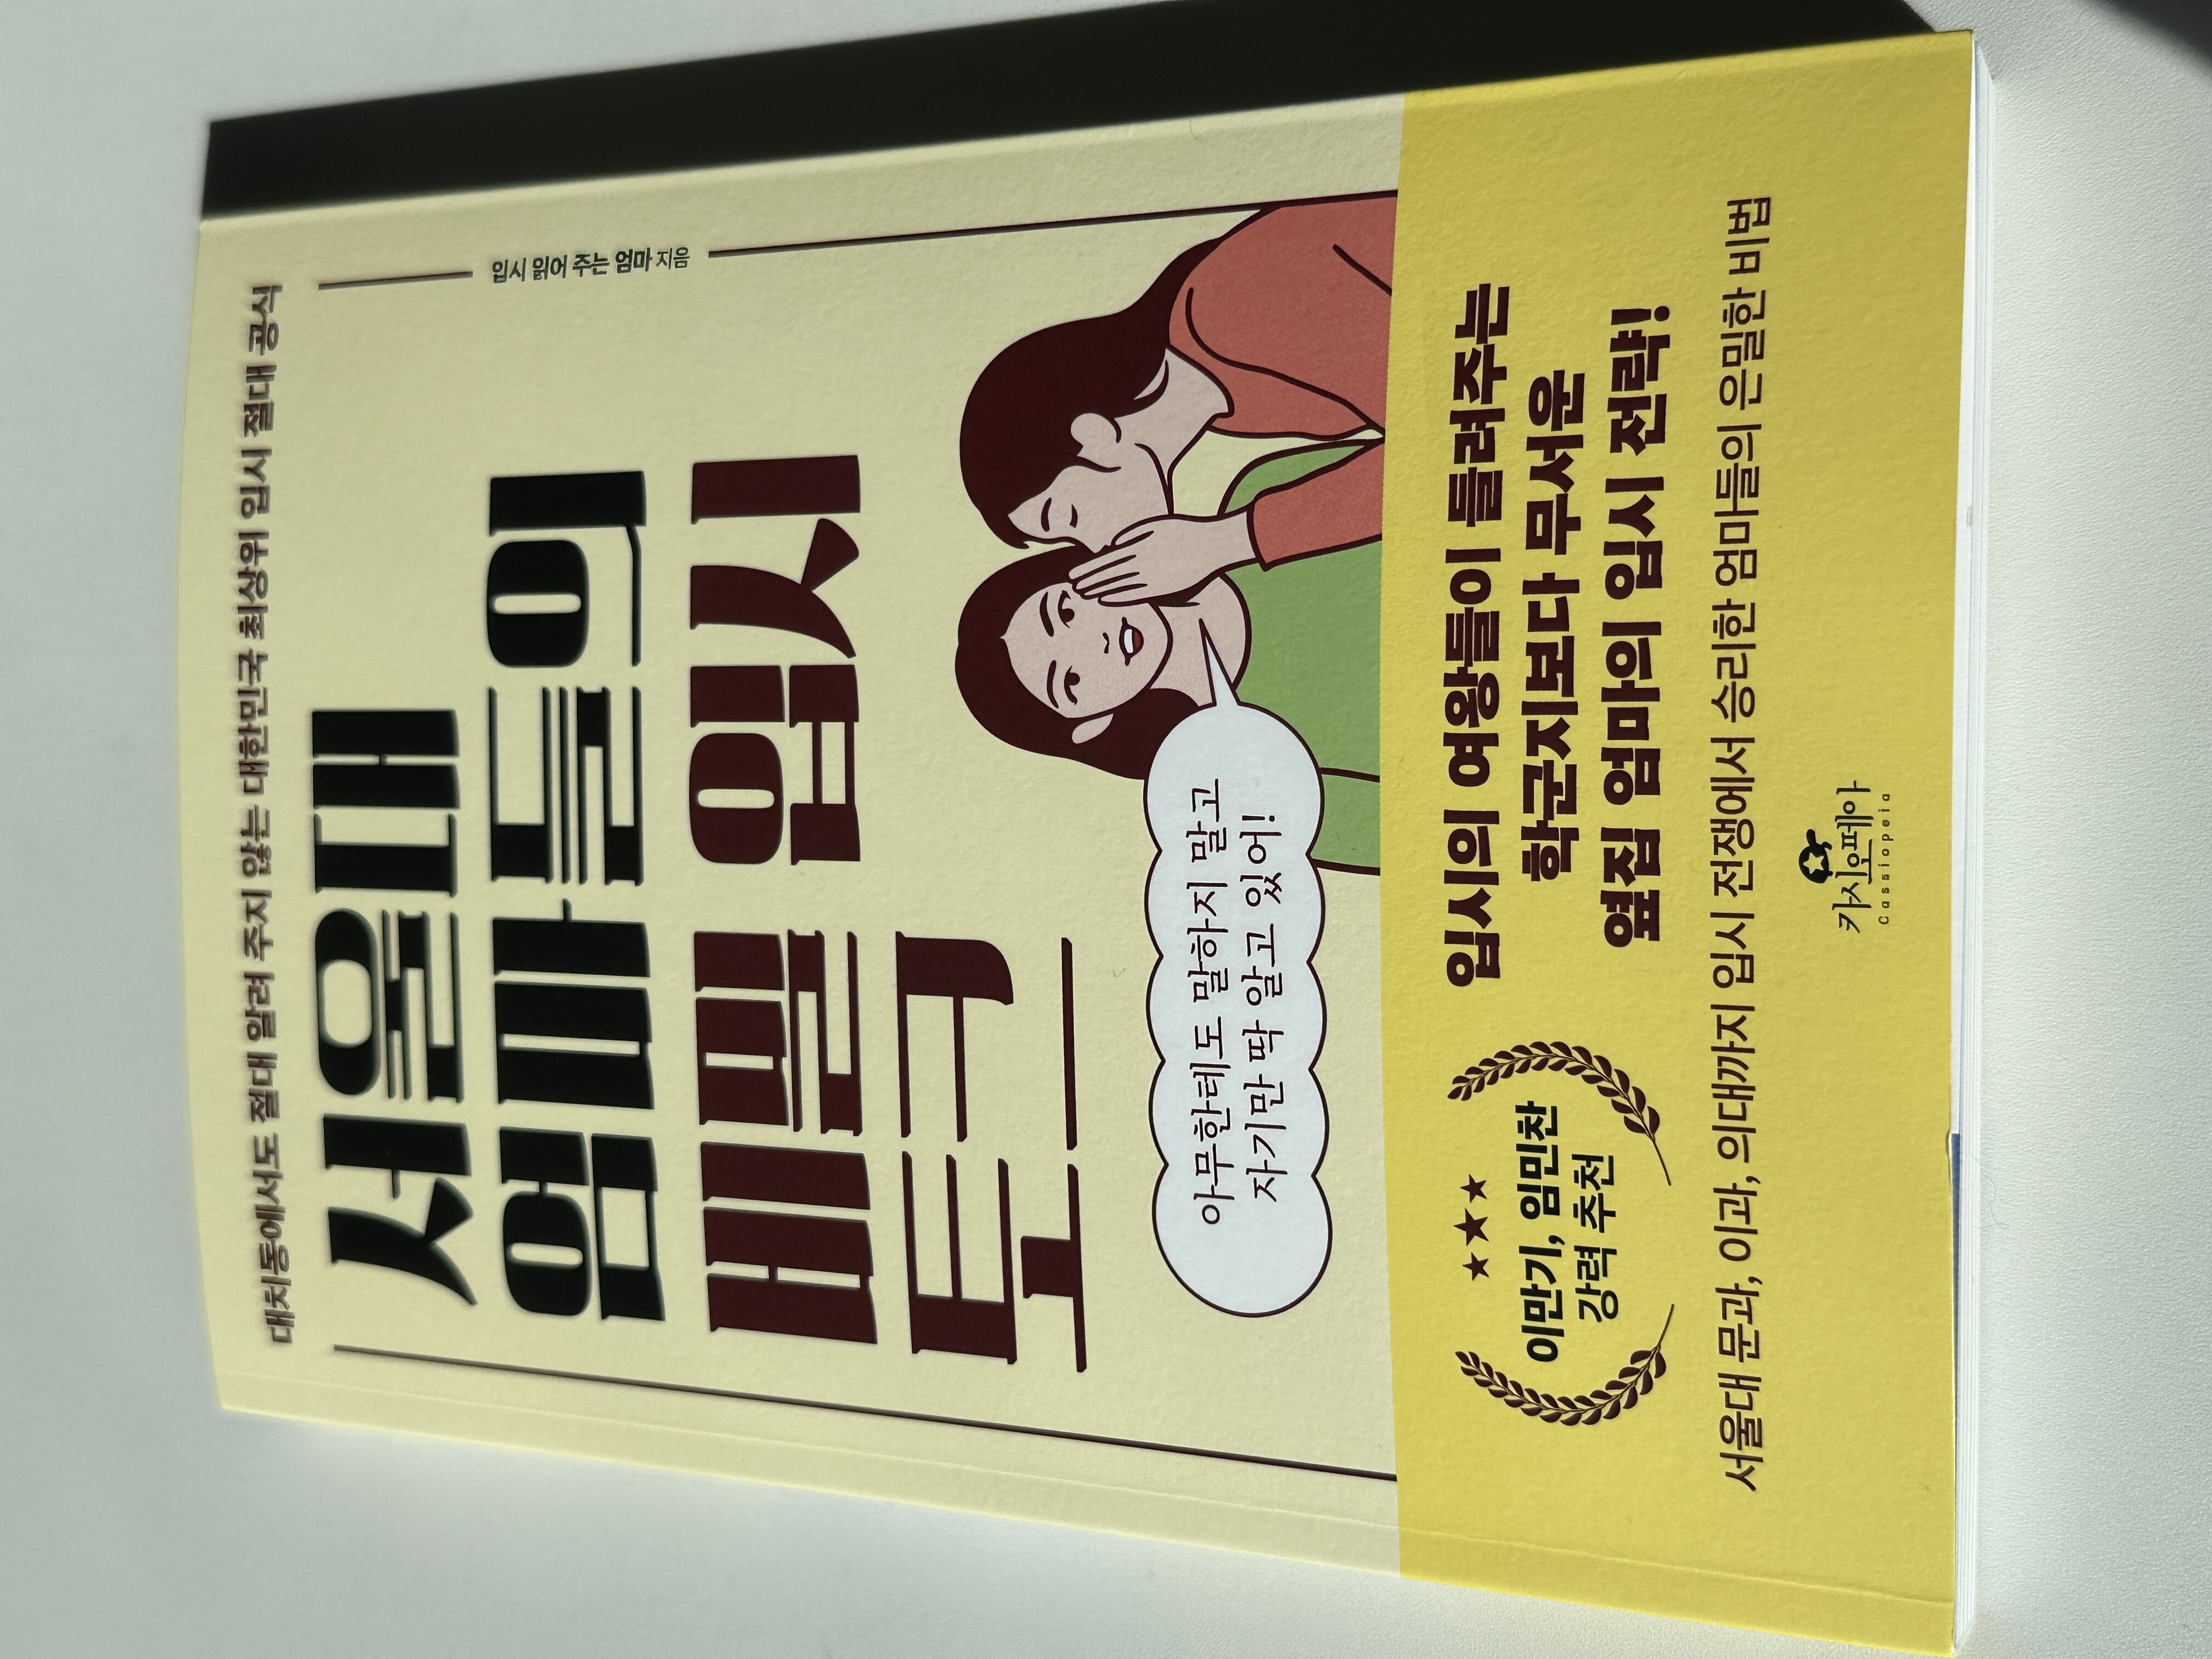 대치동에서도 절대 알려 주지 않는 대한민국 최상위 입시 절대 공식
서울대
엄마들의
비밀 입시
토크
입시 읽어 주는 엄마 지음
아무한테도 말하지 말고
자기만 딱 알고 있어!
★★★
이만기, 임민찬
강력 추천
입시의 여왕들이 들려주는
학군지보다 무서운
옆집 엄마의 입시 전략!
서울대 문과, 이과, 의대까지 입시 전쟁에서 승리한 엄마들의 은밀한 비법
카시오페아
Cassiopeia